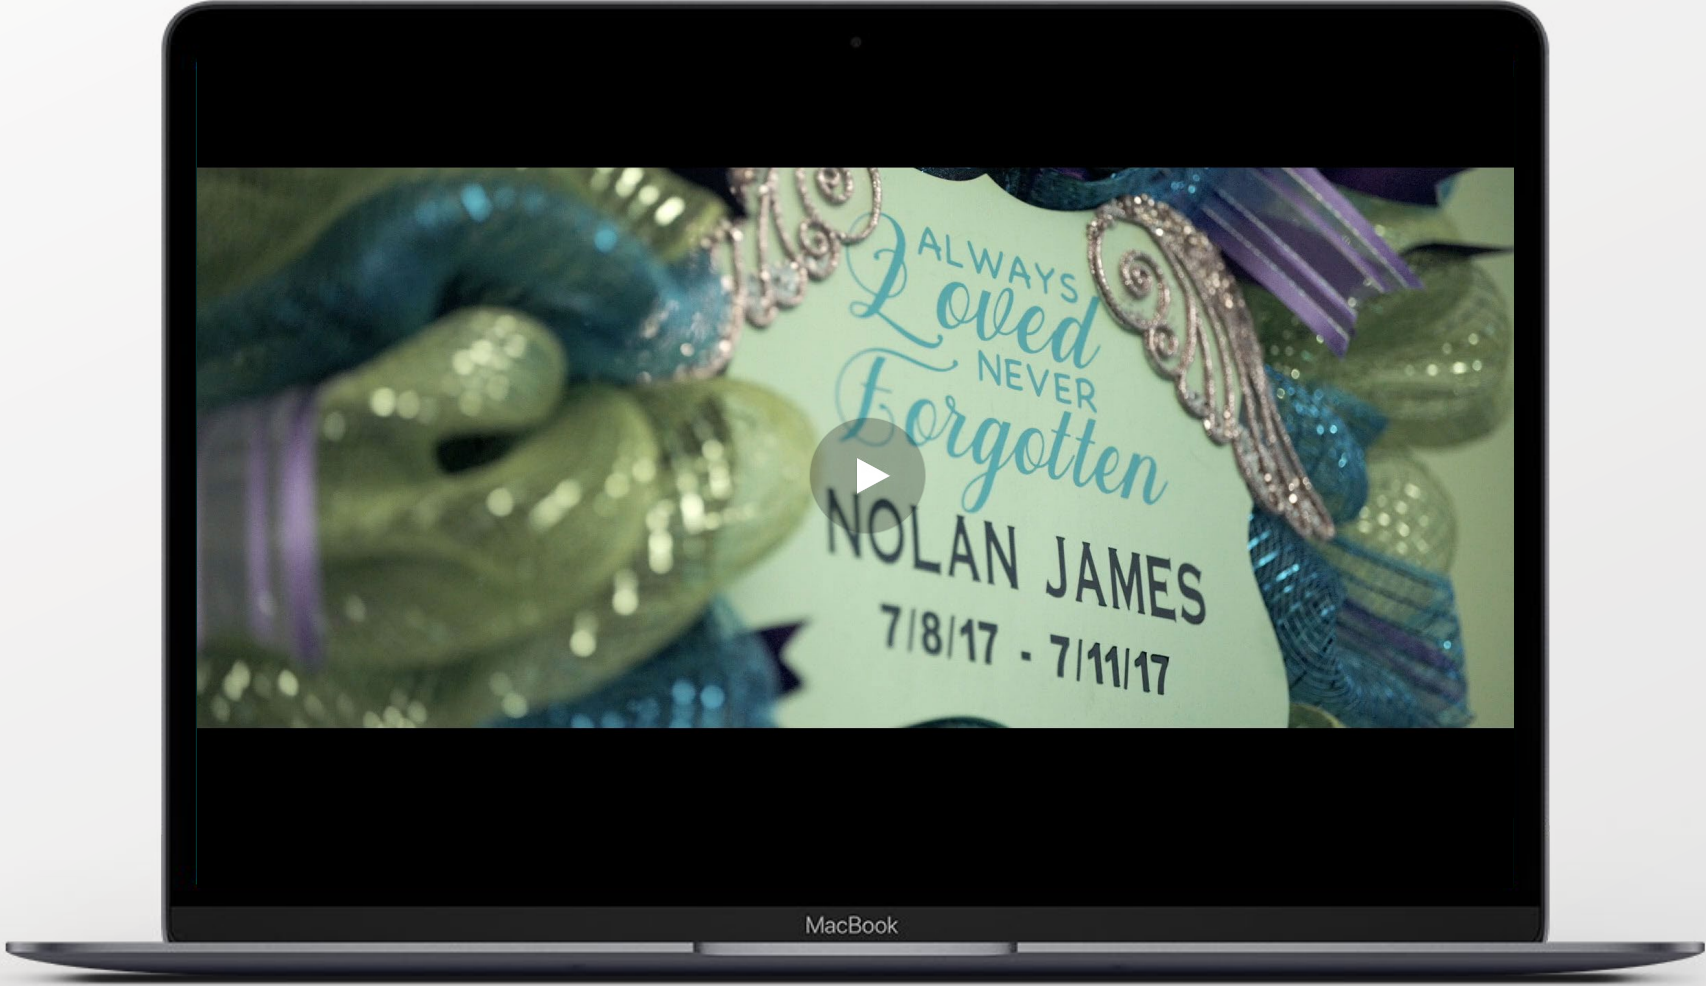 ALWAYS
Loved
NEVER
Forgotten
NOLAN JAMES
7/8/17 - 7/11/17
MacBook